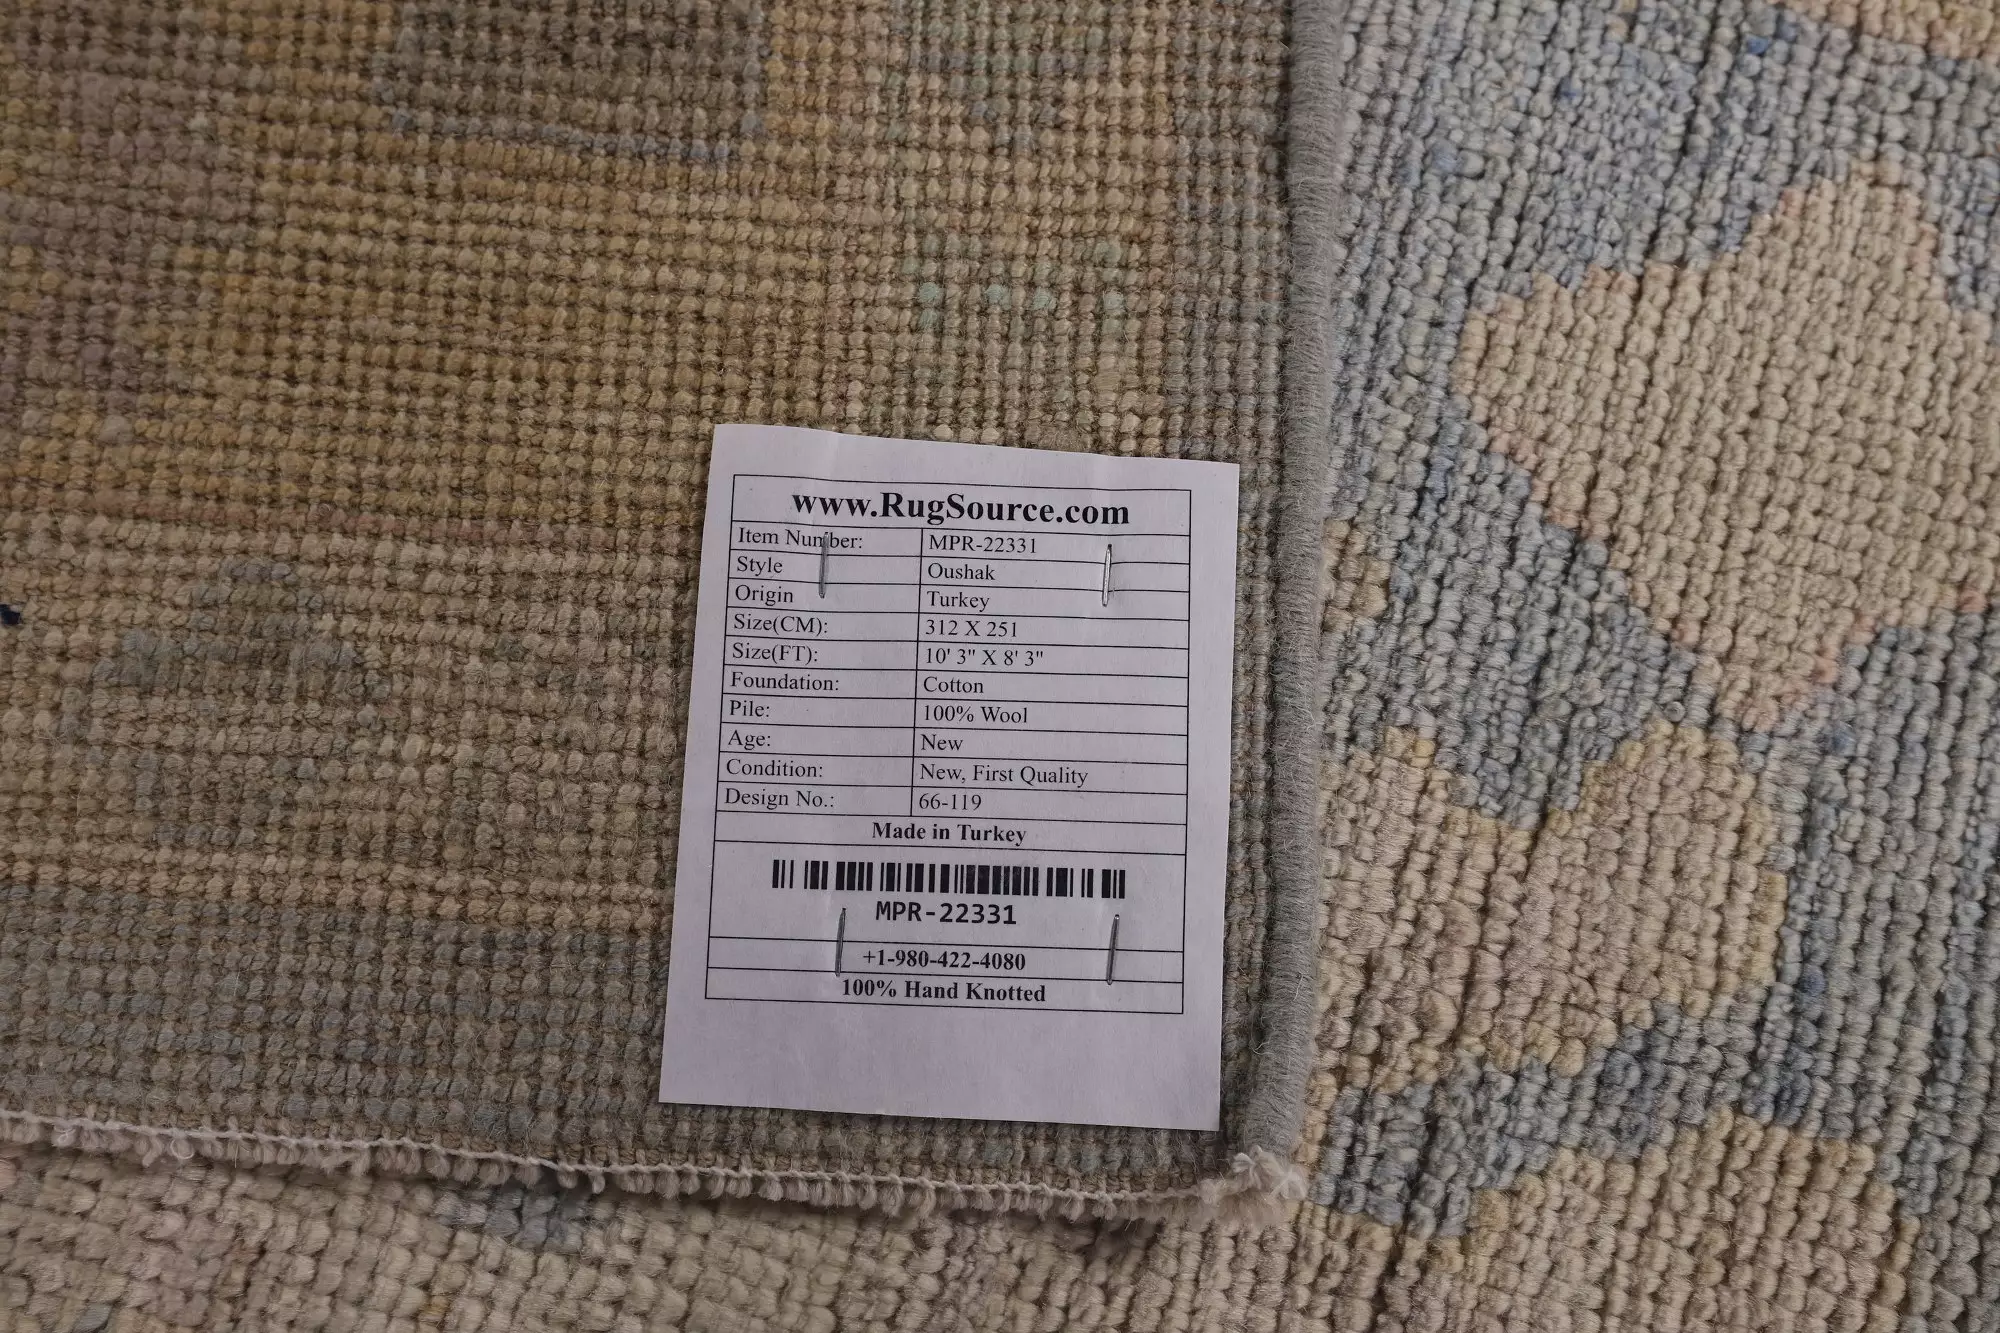 www.RugSource.com
Item Number: MPR-22331
Style Oushak
Origin Turkey
Size(CM): 312 X 251
Size(FT): 10' 3" X 8' 3"
Foundation: Cotton
Pile: 100% Wool
Age: New
Condition: New, First Quality
Design No.: 66-119
Made in Turkey
MPR-22331
+1-980-422-4080
100% Hand Knotted